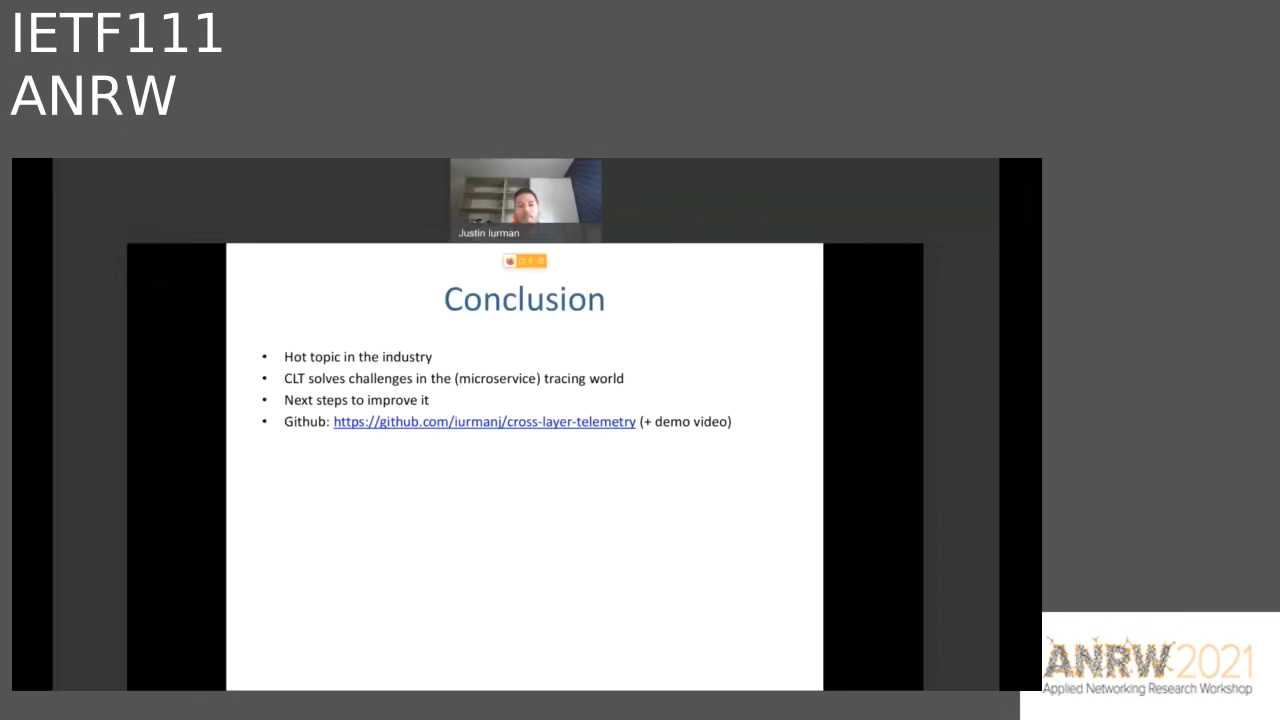 IETF111
ANRW
Justin Iurman
Conclusion
• Hot topic in the industry
• CLT solves challenges in the (microservice) tracing world
• Next steps to improve it
• Github: https://github.com/iurmanj/cross-layer-telemetry (+ demo video)
ANRW2021
Applied Networking Research Workshop